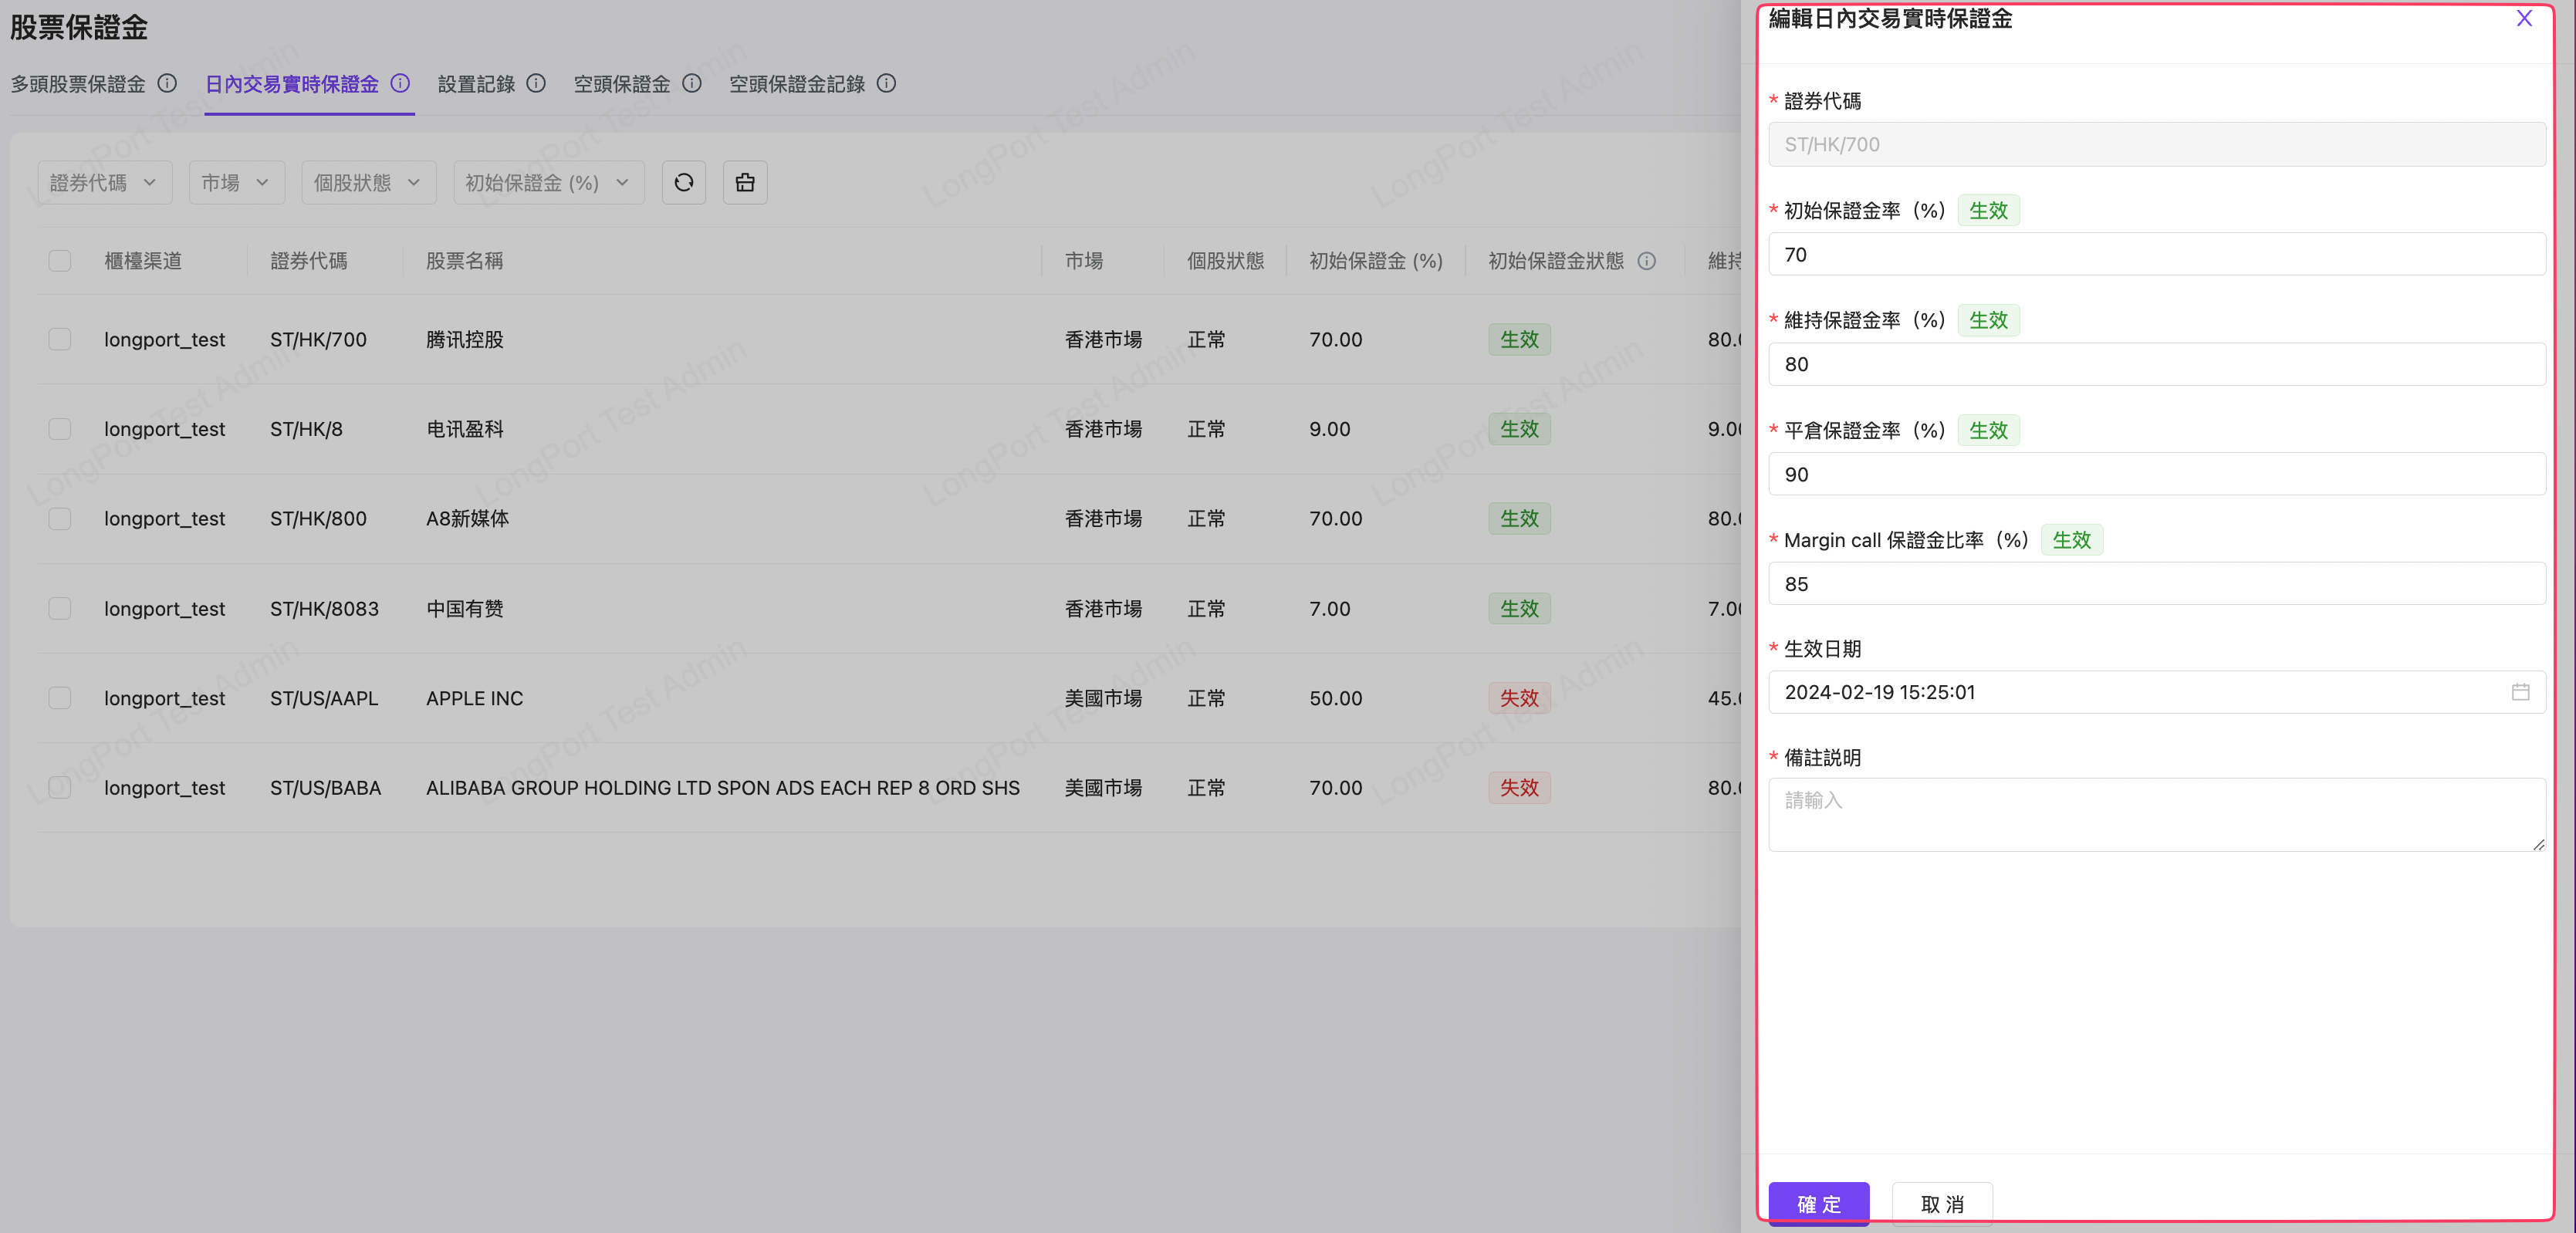 股票保證金
多頭股票保證金 日內交易實時保證金 設置記錄 空頭保證金 空頭保證金記錄
證券代碼 市場 個股狀態 初始保證金 (%)
櫃檯渠道 證券代碼 股票名稱 市場 個股狀態 初始保證金 (%) 初始保證金狀態 維持
longport_test ST/HK/700 腾讯控股 香港市場 正常 70.00 生效 80.0
longport_test ST/HK/8 电讯盈科 香港市場 正常 9.00 生效 9.00
longport_test ST/HK/800 A8新媒体 香港市場 正常 70.00 生效 80.0
longport_test ST/HK/8083 中国有赞 香港市場 正常 7.00 生效 7.00
longport_test ST/US/AAPL APPLE INC 美國市場 正常 50.00 失效 45.0
longport_test ST/US/BABA ALIBABA GROUP HOLDING LTD SPON ADS EACH REP 8 ORD SHS 美國市場 正常 70.00 失效 80.0
編輯日內交易實時保證金
* 證券代碼
ST/HK/700
* 初始保證金率（%） 生效
70
* 維持保證金率（%） 生效
80
* 平倉保證金率（%） 生效
90
* Margin call 保證金比率（%） 生效
85
* 生效日期
2024-02-19 15:25:01
* 備註説明
請輸入
確 定 取 消
LongPort Test Admin